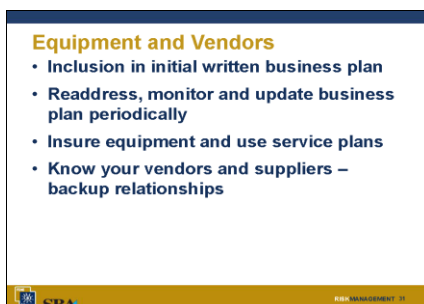 Equipment and Vendors
• Inclusion in initial written business plan
• Readdress, monitor and update business
plan periodically
• Insure equipment and use service plans
• Know your vendors and suppliers –
backup relationships
SBA
RISK MANAGEMENT 31